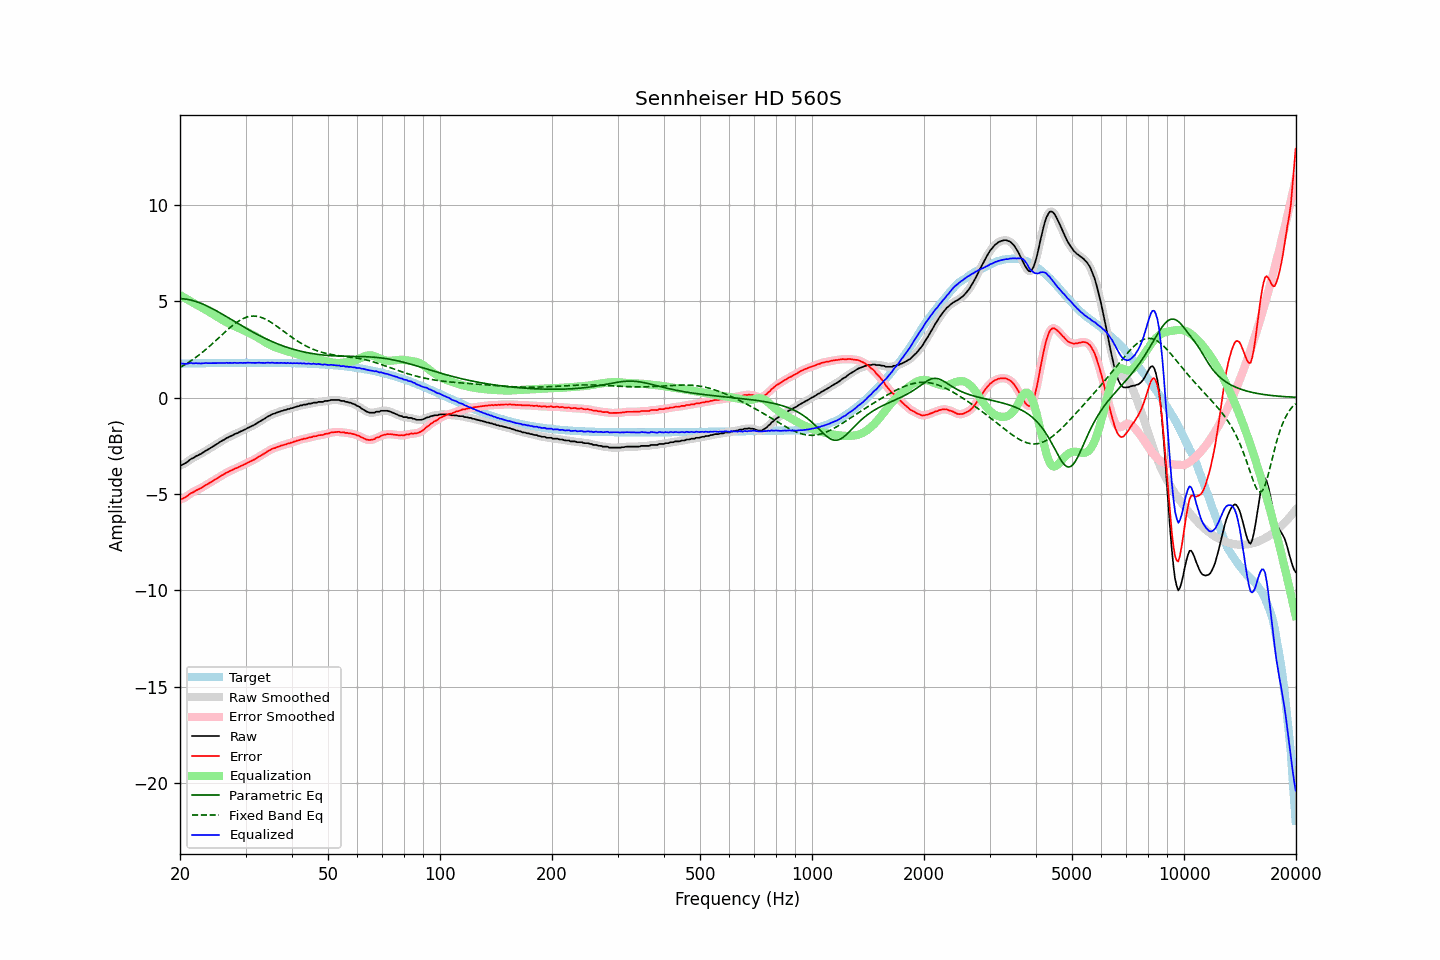 Sennheiser HD 560S
Amplitude (dBr)
10
5
0
−5
−10
−15
−20
Target
Raw Smoothed
Error Smoothed
Raw
Error
Equalization
Parametric Eq
Fixed Band Eq
Equalized
20 50 100 200 500 1000 2000 5000 10000 20000
Frequency (Hz)